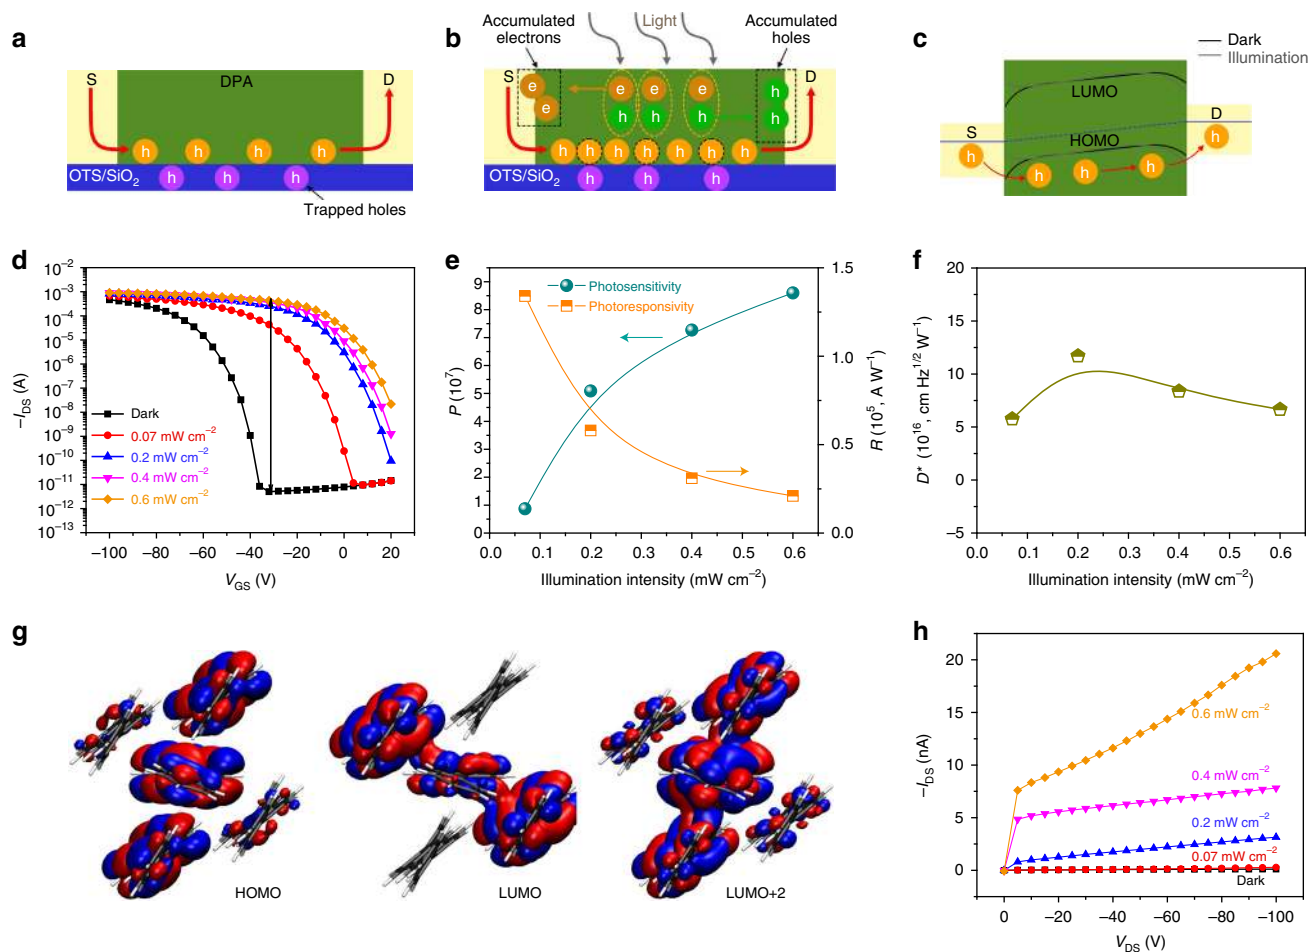 a
S
DPA
D
h h h h
OTS/SiO2
h h h
Trapped holes
b
Accumulated
electrons
Light
Accumulated
holes
S
D
e e e e e
h h h h h
h h h h h h h
OTS/SiO2
h h h
c
Dark
Illumination
LUMO
S
HOMO
D
h h h h h
d
−IDS (A)
10−2
10−3
10−4
10−5
10−6
10−7
10−8
10−9
10−10
10−11
10−12
10−13
Dark
0.07 mW cm−2
0.2 mW cm−2
0.4 mW cm−2
0.6 mW cm−2
−100 −80 −60 −40 −20 0 20
VGS (V)
e
P (10^7)
9
8
7
6
5
4
3
2
1
Photosensitivity
Photoresponsivity
1.5
1.0
0.5
0.0
R (10^5, A W−1)
0.0 0.1 0.2 0.3 0.4 0.5 0.6
Illumination intensity (mW cm−2)
f
D* (10^16, cm Hz1/2 W−1)
20
15
10
5
0
−5
0.0 0.1 0.2 0.3 0.4 0.5 0.6
Illumination intensity (mW cm−2)
g
HOMO
LUMO
LUMO+2
h
−IDS (nA)
20
15
10
5
0
0.6 mW cm−2
0.4 mW cm−2
0.2 mW cm−2
0.07 mW cm−2
Dark
0 −20 −40 −60 −80 −100
VDS (V)